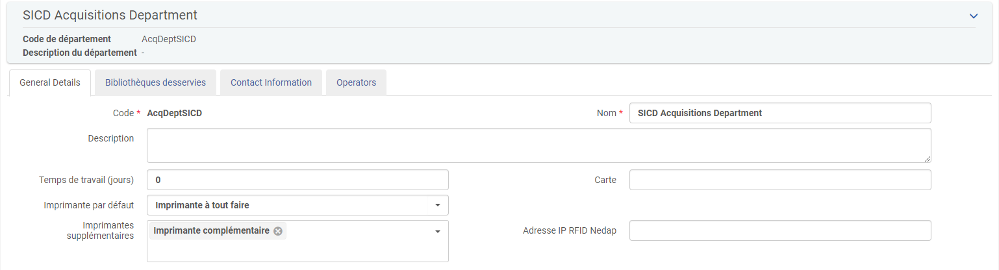 SICD Acquisitions Department
Code de département AcqDeptSICD
Description du département -
General Details Bibliothèques desservies Contact Information Operators
Code * AcqDeptSICD Nom * SICD Acquisitions Department
Description
Temps de travail (jours) 0 Carte
Imprimante par défaut Imprimante à tout faire
Imprimantes supplémentaires Imprimante complémentaire Adresse IP RFID Nedap